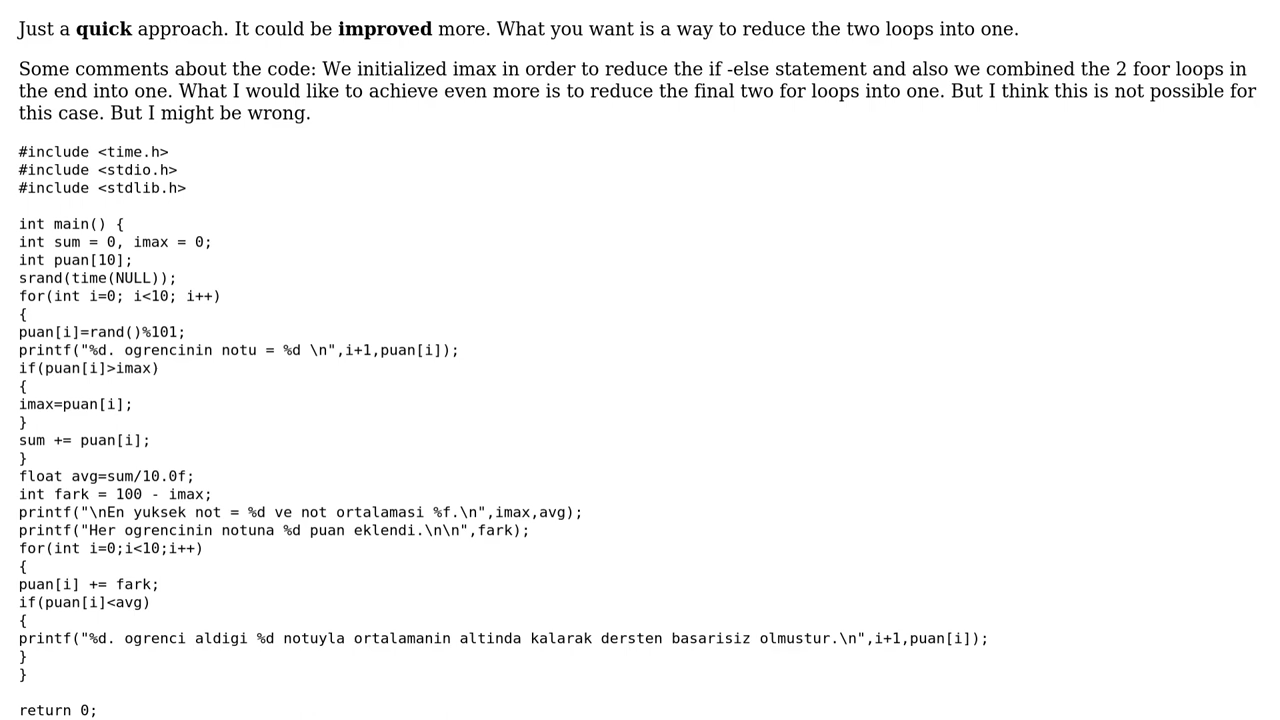 Just a quick approach. It could be improved more. What you want is a way to reduce the two loops into one.
Some comments about the code: We initialized imax in order to reduce the if -else statement and also we combined the 2 foor loops in
the end into one. What I would like to achieve even more is to reduce the final two for loops into one. But I think this is not possible for
this case. But I might be wrong.
#include <time.h>
#include <stdio.h>
#include <stdlib.h>
int main() {
int sum = 0, imax = 0;
int puan[10];
srand(time(NULL));
for(int i=0; i<10; i++)
{
puan[i]=rand()%101;
printf("%d. ogrencinin notu = %d \n",i+1,puan[i]);
if(puan[i]>imax)
{
imax=puan[i];
}
sum += puan[i];
}
float avg=sum/10.0f;
int fark = 100 - imax;
printf("\nEn yuksek not = %d ve not ortalamasi %f.\n",imax,avg);
printf("Her ogrencinin notuna %d puan eklendi.\n\n",fark);
for(int i=0;i<10;i++)
{
puan[i] += fark;
if(puan[i]<avg)
{
printf("%d. ogrenci aldigi %d notuyla ortalamanin altinda kalarak dersten basarisiz olmustur.\n",i+1,puan[i]);
}
}
return 0;